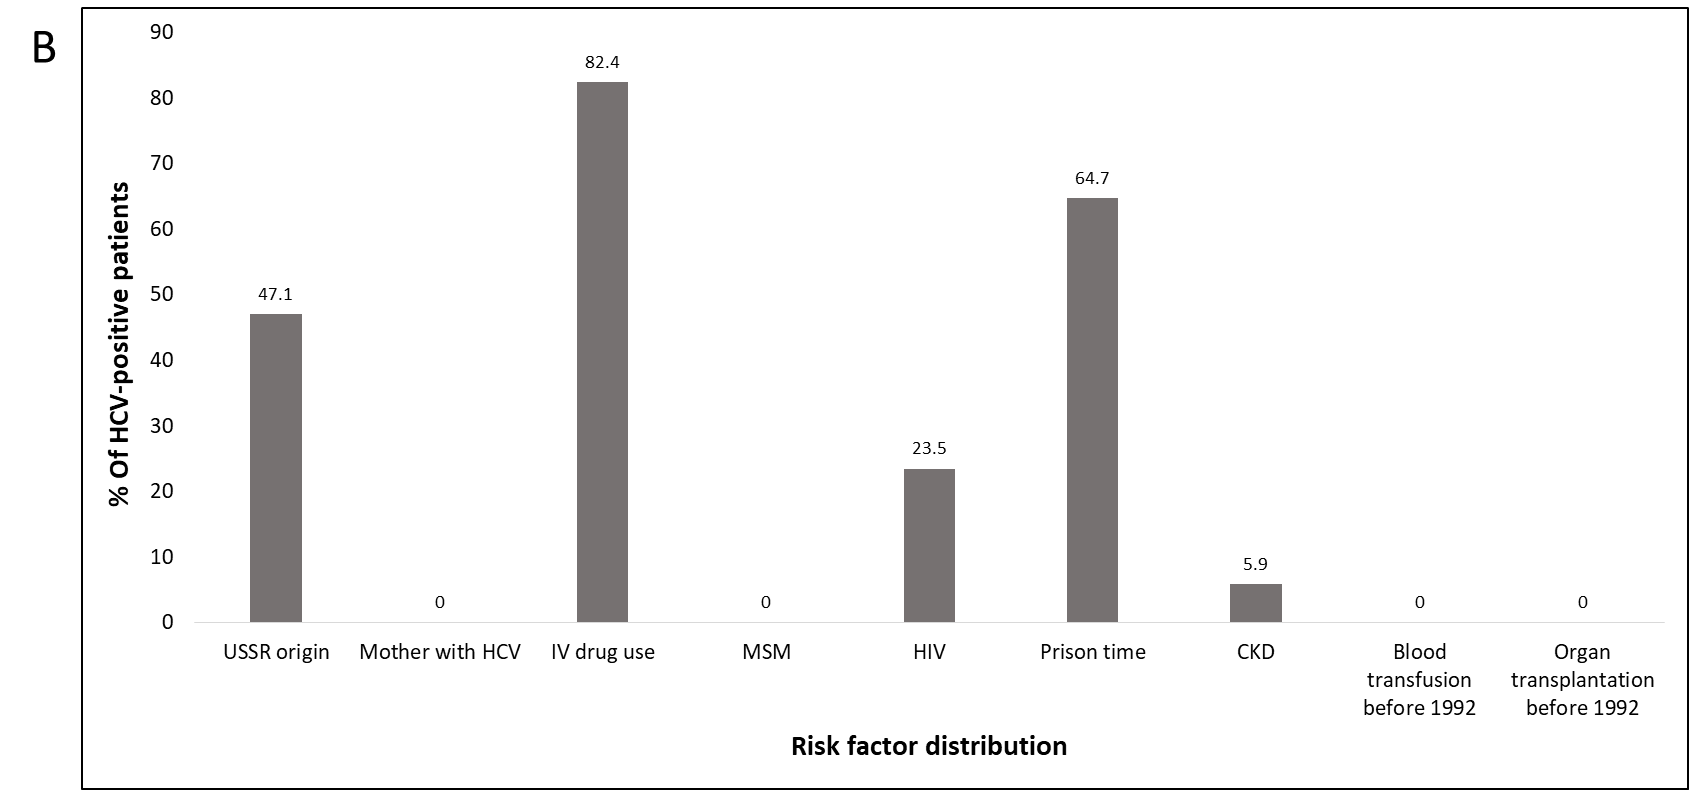 B
90
80
70
60
50
40
30
20
10
0
% Of HCV-positive patients
47.1
0
82.4
0
23.5
64.7
5.9
0
0
USSR origin
Mother with HCV
IV drug use
MSM
HIV
Prison time
CKD
Blood
transfusion
before 1992
Organ
transplantation
before 1992
Risk factor distribution